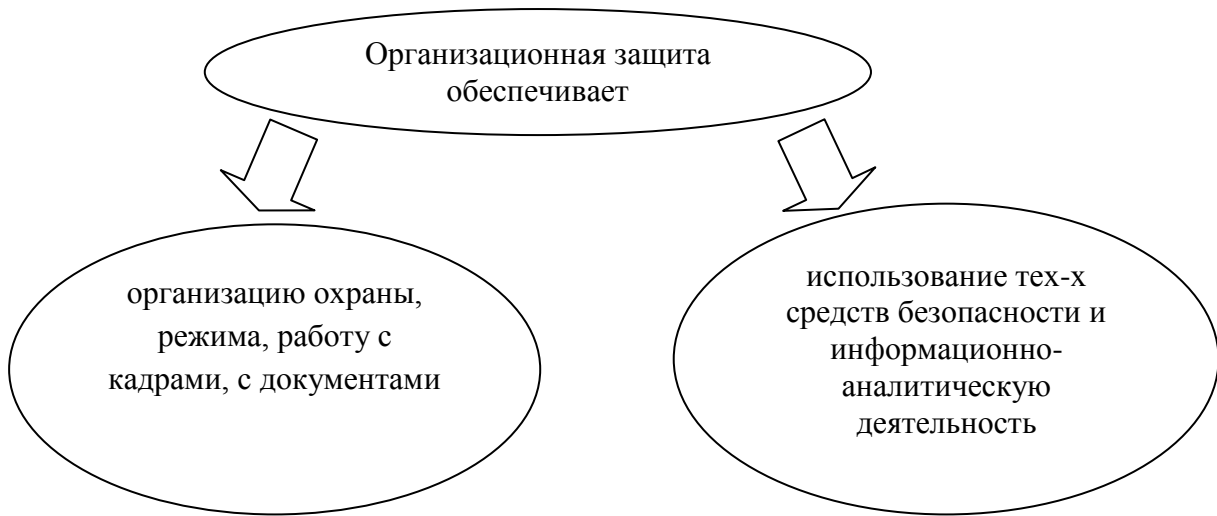 Организационная защита
обеспечивает
организацию охраны,
режима, работу с
кадрами, с документами
использование тех-х
средств безопасности и
информационно-
аналитическую
деятельность